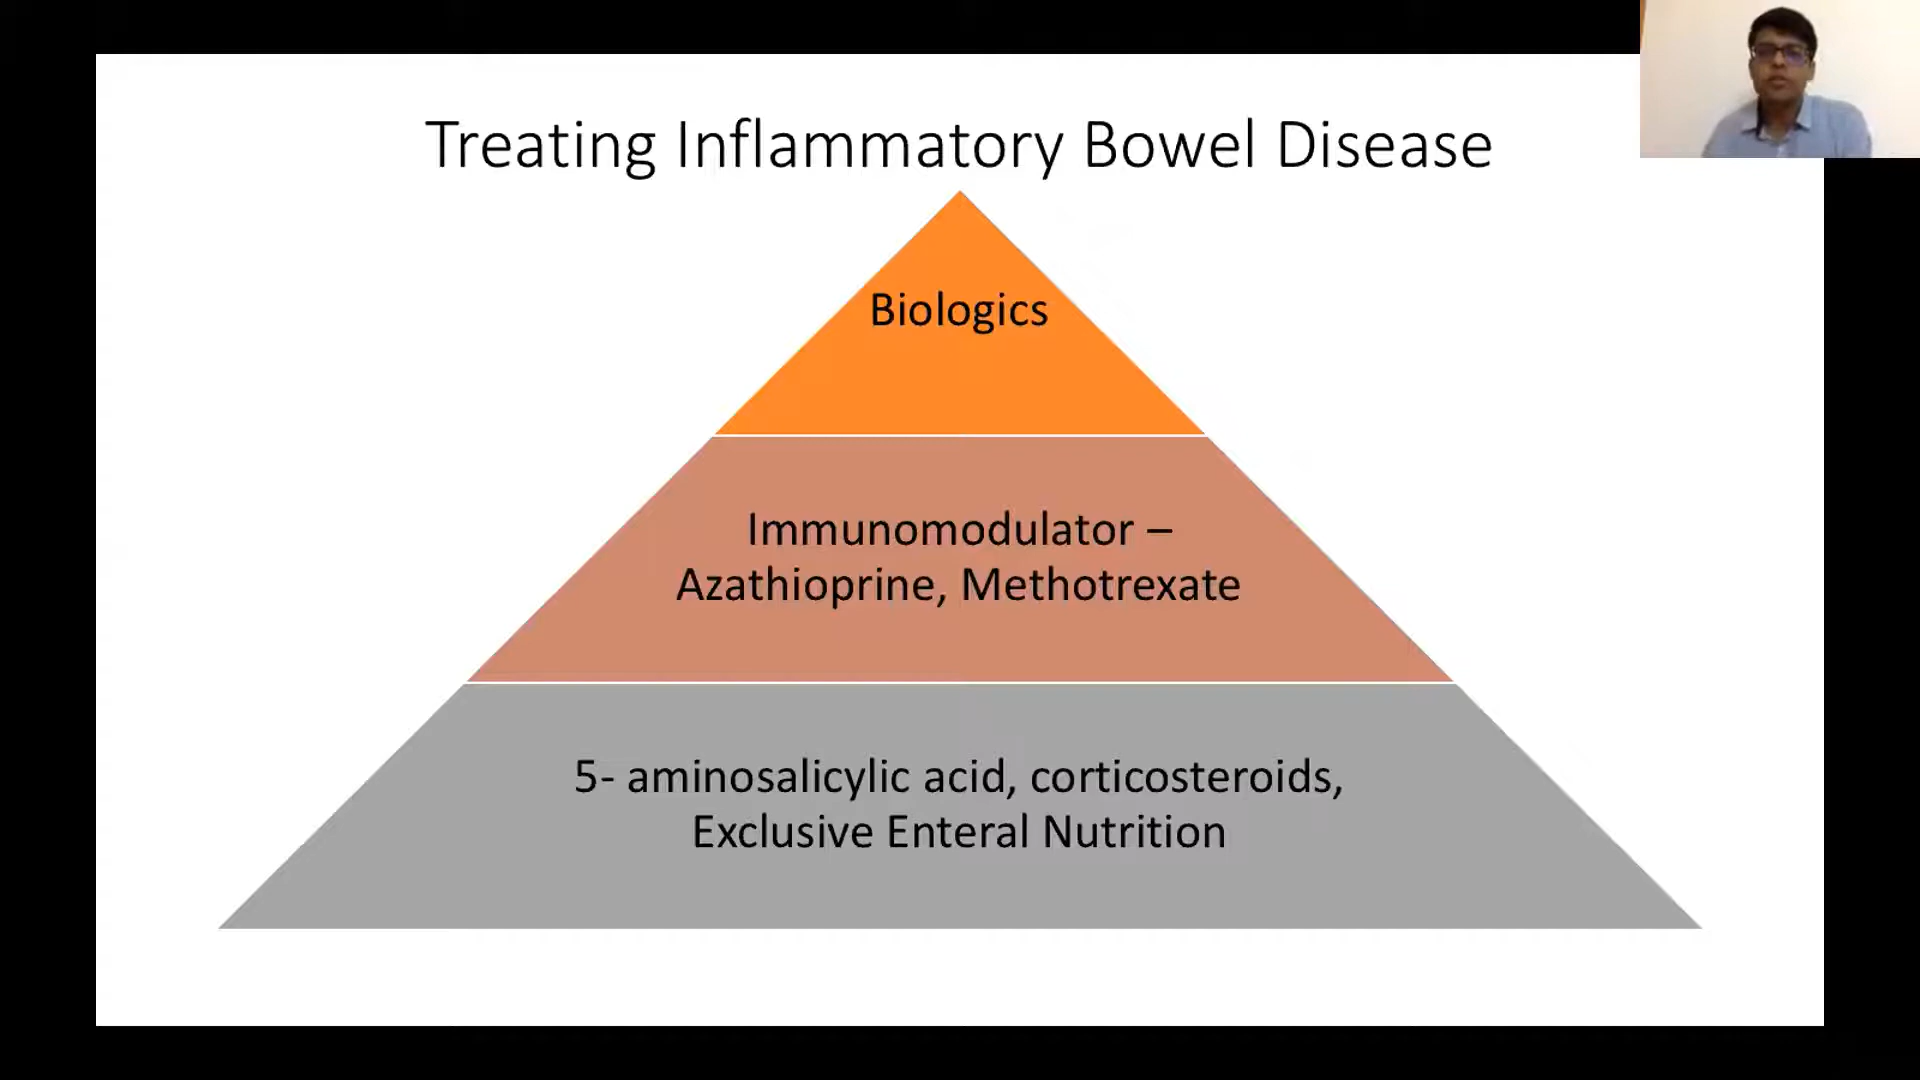 Treating Inflammatory Bowel Disease
Biologics
Immunomodulator –
Azathioprine, Methotrexate
5- aminosalicylic acid, corticosteroids,
Exclusive Enteral Nutrition